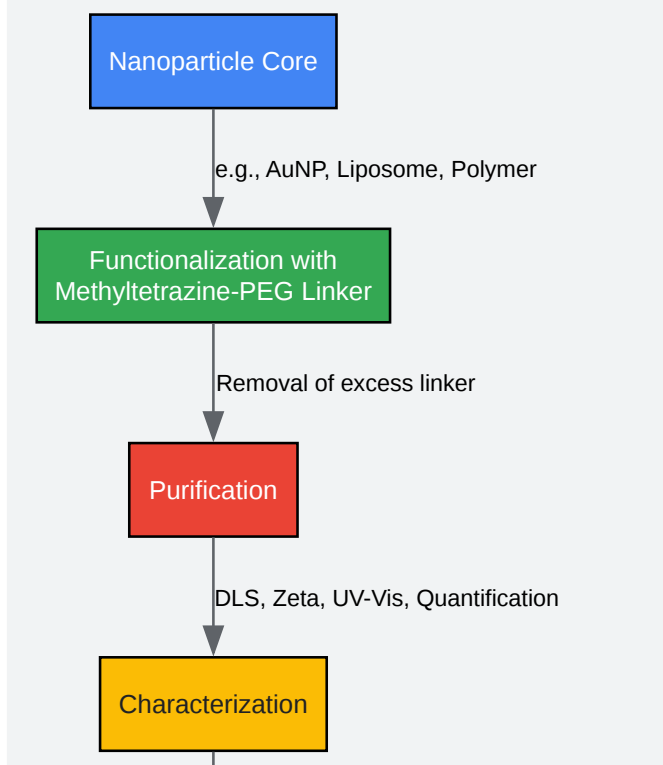 Nanoparticle Core
e.g., AuNP, Liposome, Polymer
Functionalization with
Methyltetrazine-PEG Linker
Removal of excess linker
Purification
DLS, Zeta, UV-Vis, Quantification
Characterization